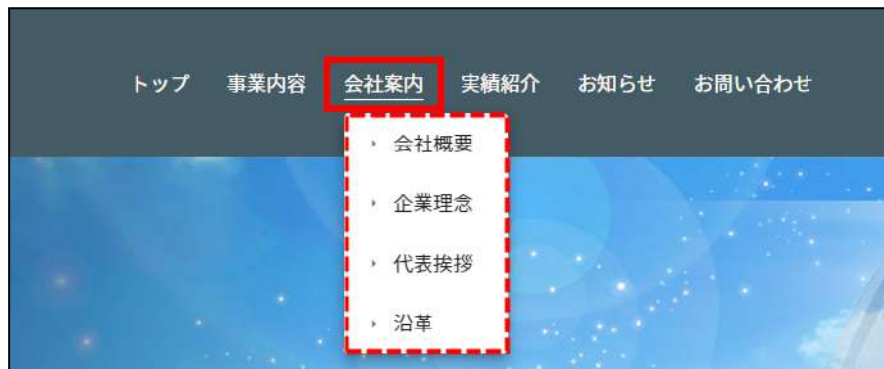 トップ 事業内容 会社案内 実績紹介 お知らせ お問い合わせ
会社概要
企業理念
代表挨拶
沿革